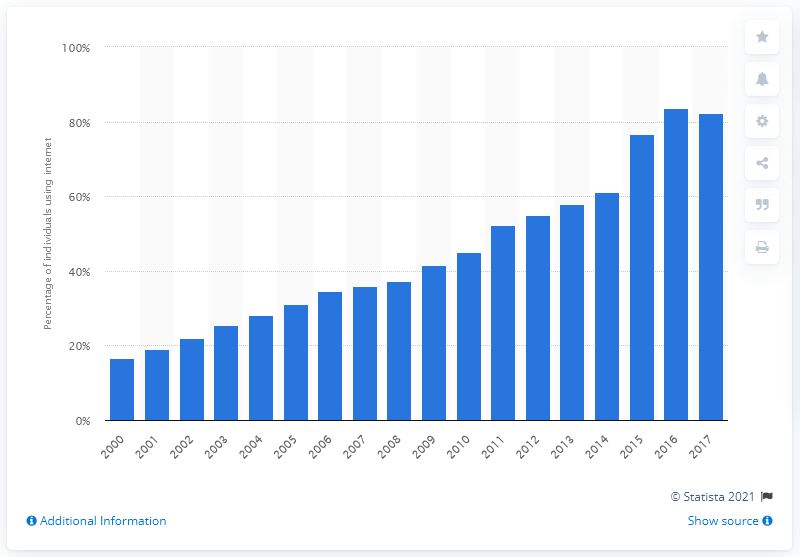 100%
80%
60%
40%
20%
0%
Percentage of individuals using internet
2000 2001 2002 2003 2004 2005 2006 2007 2008 2009 2010 2011 2012 2013 2014 2015 2016 2017
© Statista 2021
Additional Information
Show source